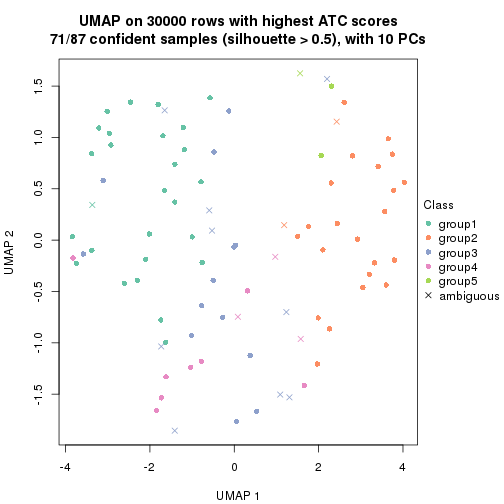 UMAP on 30000 rows with highest ATC scores
71/87 confident samples (silhouette > 0.5), with 10 PCs
1.5
1.0
0.5
0.0
-0.5
-1.0
-1.5
UMAP 2
-4
-2
0
2
4
UMAP 1
Class
group1
group2
group3
group4
group5
ambiguous